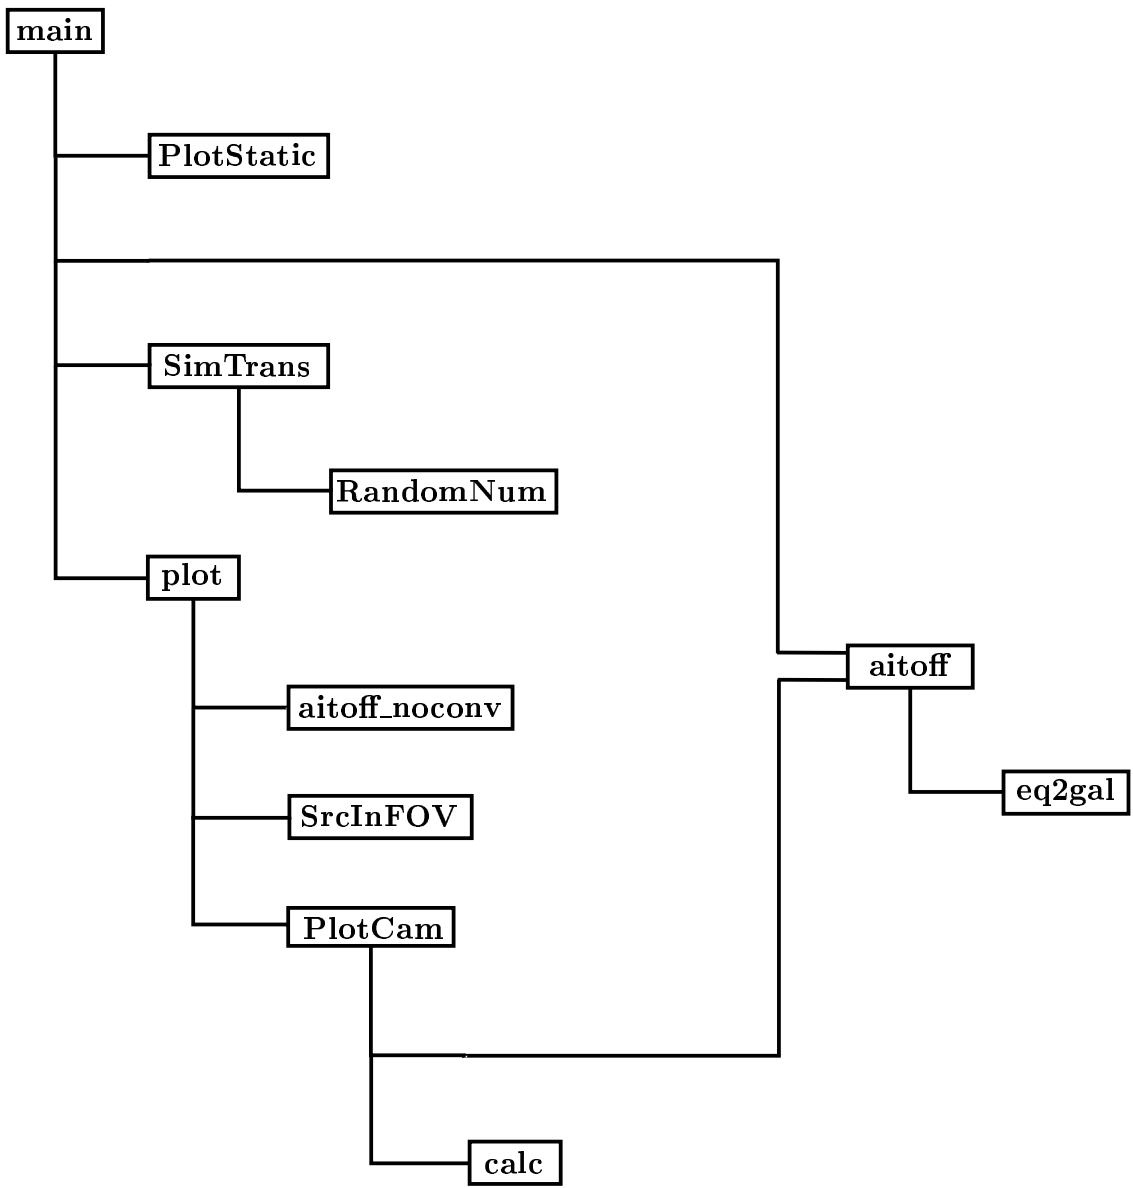 main
PlotStatic
SimTrans
RandomNum
plot
aitoff
aitoff_noconv
eq2gal
SrcInFOV
PlotCam
calc